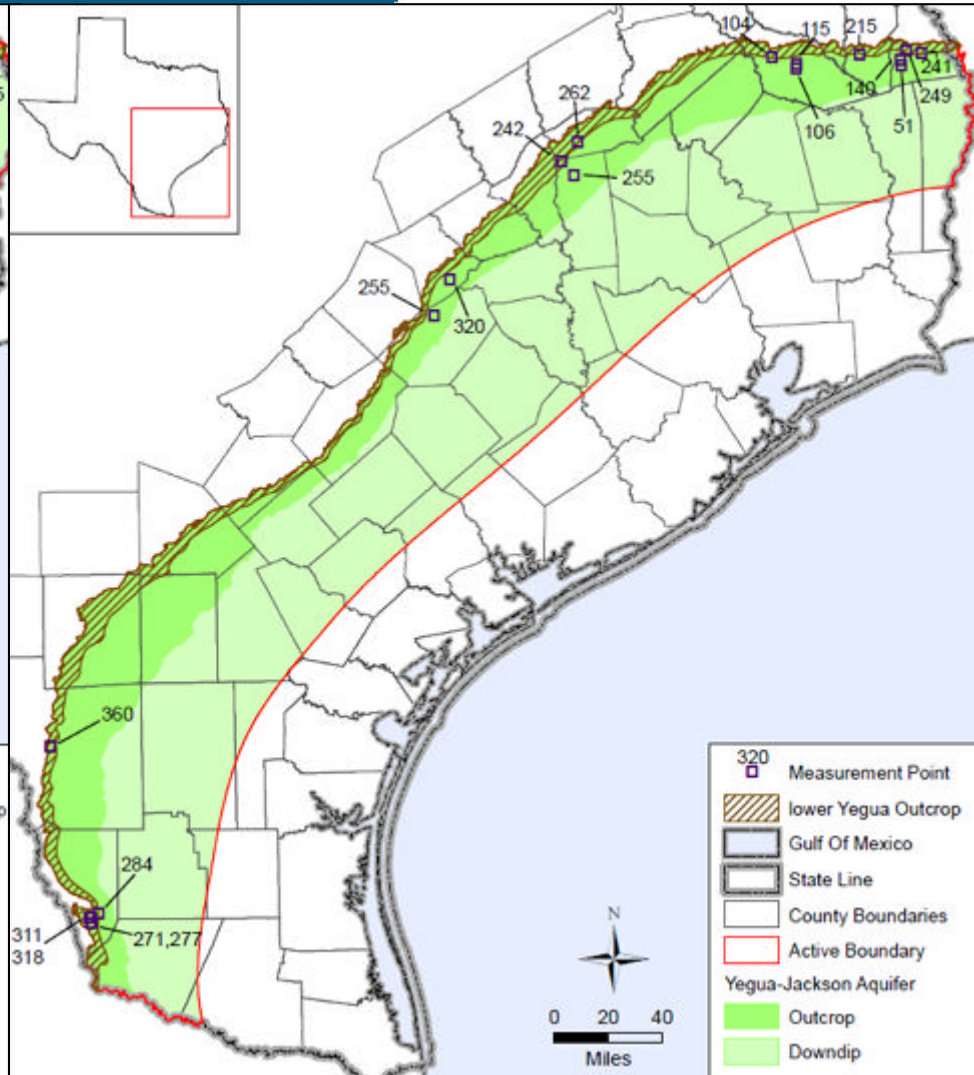 104
115
215
241
140
249
51
106
262
242
255
255
320
360
284
311
318
271,277
N
0 20 40
Miles
320
Measurement Point
lower Yegua Outcrop
Gulf Of Mexico
State Line
County Boundaries
Active Boundary
Yegua-Jackson Aquifer
Outcrop
Downdip